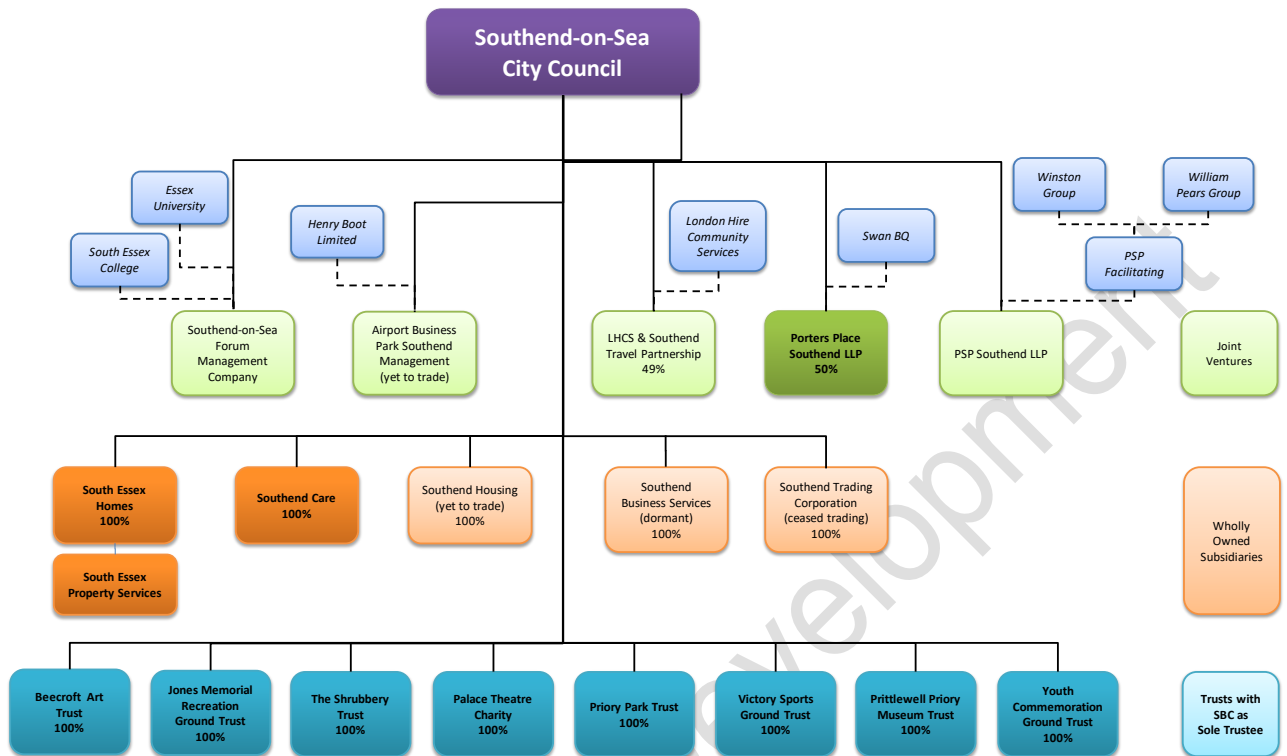 Southend-on-Sea
City Council
Essex
University
South Essex
College
Henry Boot
Limited
London Hire
Community
Services
Swan BQ
Winston
Group
William
Pears Group
PSP
Facilitating
Southend-on-Sea
Forum
Management
Company
Airport Business
Park Southend
Management
(yet to trade)
LHCS & Southend
Travel Partnership
49%
Porters Place
Southend LLP
50%
PSP Southend LLP
Joint
Ventures
South Essex
Homes
100%
Southend Care
100%
Southend Housing
(yet to trade)
100%
Southend
Business Services
(dormant)
100%
Southend Trading
Corporation
(ceased trading)
100%
Wholly
Owned
Subsidiaries
South Essex
Property Services
Beecroft Art
Trust
100%
Jones Memorial
Recreation
Ground Trust
100%
The Shrubbery
Trust
100%
Palace Theatre
Charity
100%
Priory Park Trust
100%
Victory Sports
Ground Trust
100%
Prittlewell Priory
Museum Trust
100%
Youth
Commemoration
Ground Trust
100%
Trusts with
SBC as
Sole Trustee
evelopment